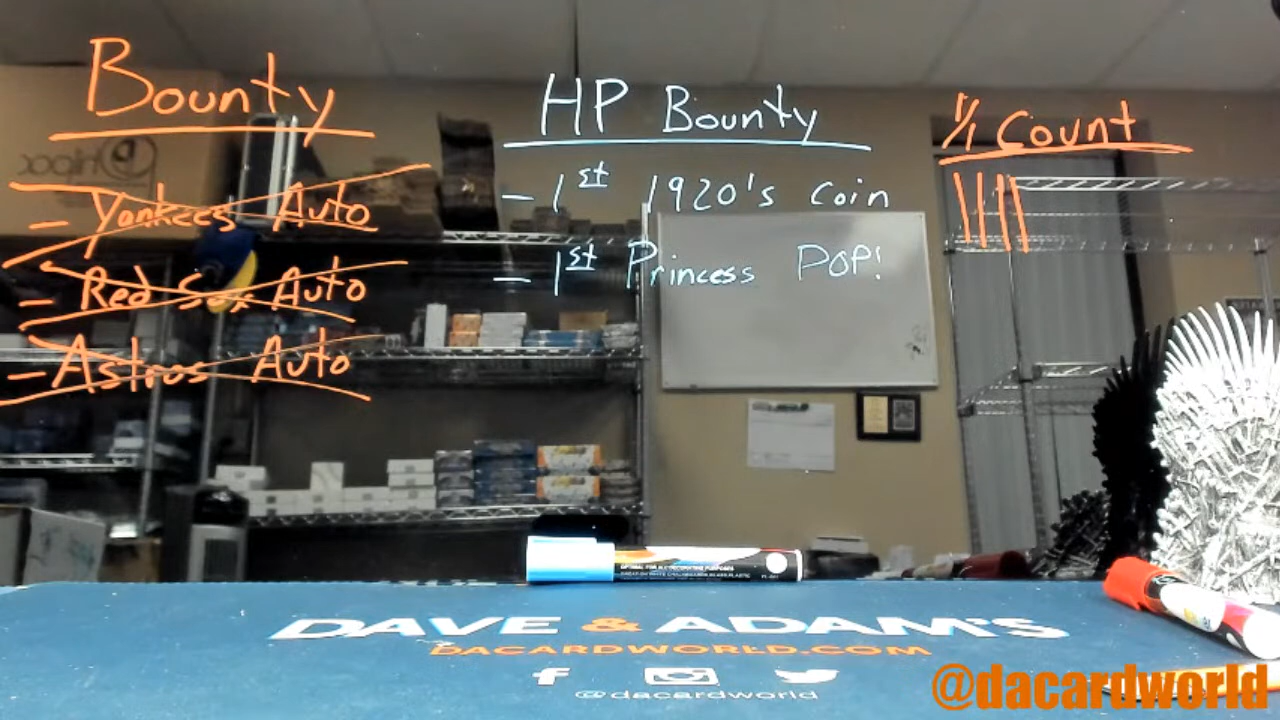 Bounty
- Yankees Auto
- Red Sox Auto
- Astros Auto
HP Bounty
- 1st 1920's coin
- 1st Princess POP!
1/1 Count
||||
DAVE & ADAM'S
DACARDWORLD.COM
@dacardworld
@dacardworld